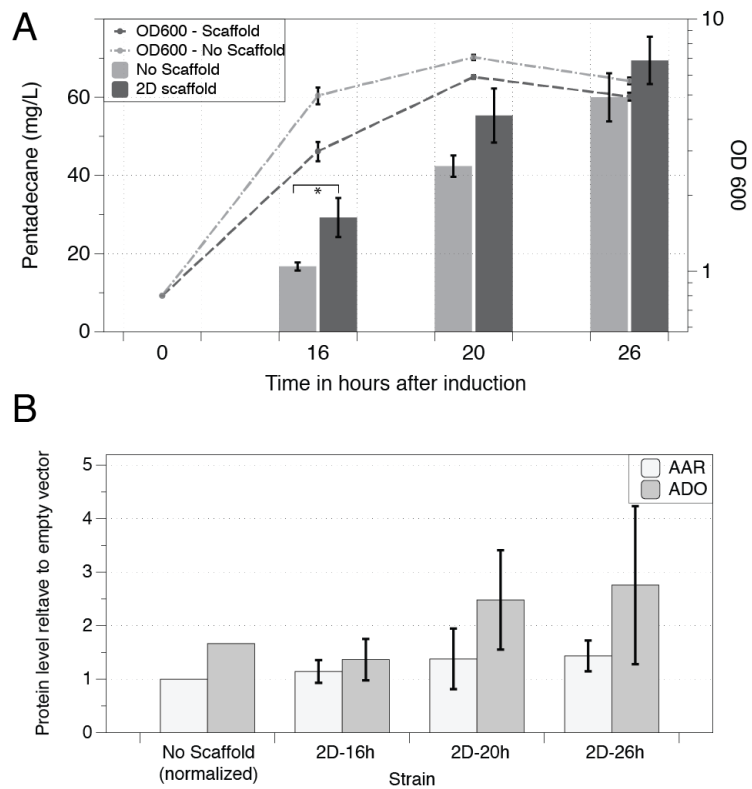 A
OD600 - Scaffold
OD600 - No Scaffold
No Scaffold
2D scaffold
10
1
60
40
20
0
Pentadecane (mg/L)
OD 600
*
0 16 20 26
Time in hours after induction
B
AAR
ADO
5
4
3
2
1
0
Protein level reltave to empty vector
No Scaffold 2D-16h 2D-20h 2D-26h
(normalized)
Strain